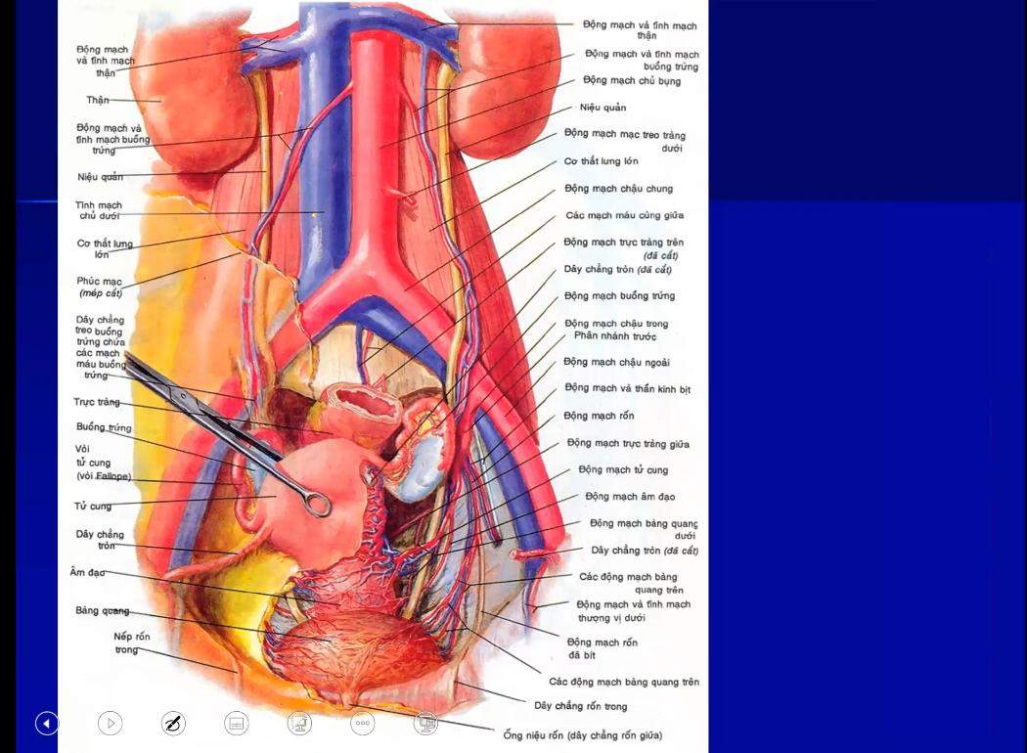 Động mạch
và tĩnh mạch
thận
Thận
Động mạch và
tĩnh mạch buồng
trứng
Niệu quản
Tĩnh mạch
chủ dưới
Cơ thắt lưng
lớn
Phúc mạc
(mép cắt)
Dây chằng
treo buồng
trứng chứa
các mạch
máu buồng
trứng
Trực tràng
Buồng trứng
Vòi
tử cung
(vòi Fallope)
Tử cung
Dây chằng
tròn
Âm đạo
Bàng quang
Nếp rốn
trong
Động mạch và tĩnh mạch
thận
Động mạch và tĩnh mạch
buồng trứng
Động mạch chủ bụng
Niệu quản
Động mạch mạc treo tràng
dưới
Cơ thắt lưng lớn
Động mạch chậu chung
Các mạch máu cùng giữa
Động mạch trực tràng trên
(đã cắt)
Dây chằng tròn (đã cắt)
Động mạch buồng trứng
Động mạch chậu trong
Phân nhánh trước
Động mạch chậu ngoài
Động mạch và thần kinh bịt
Động mạch rốn
Động mạch trực tràng giữa
Động mạch tử cung
Động mạch âm đạo
Động mạch bàng quang
dưới
Dây chằng tròn (đã cắt)
Các động mạch bàng
quang trên
Động mạch và tĩnh mạch
thượng vị dưới
Động mạch rốn
đã bít
Các động mạch bàng quang trên
Dây chằng rốn trong
Ống niệu rốn (dây chằng rốn giữa)